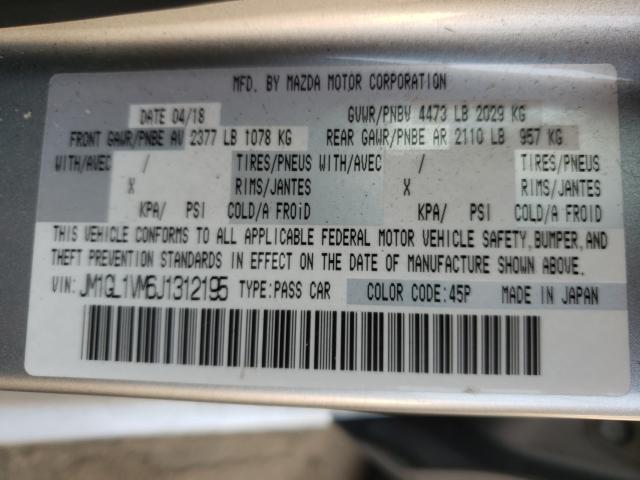 MFD. BY MAZDA MOTOR CORPORATION
DATE 04/18 GVWR/PNBV 4473 LB 2029 KG
FRONT GAWR/PNBE AV 2377 LB 1078 KG REAR GAWR/PNBE AR 2110 LB 957 KG
WITH/AVEC / TIRES/PNEUS WITH/AVEC / TIRES/PNEUS
X RIMS/JANTES X RIMS/JANTES
KPA/ PSI COLD/A FROiD KPA/ PSI COLD/A FROiD
THIS VEHICLE CONFORMS TO ALL APPLICABLE FEDERAL MOTOR VEHICLE SAFETY, BUMPER, AND
THEFT PREVENTION STANDARDS IN EFFECT ON THE DATE OF MANUFACTURE SHOWN ABOVE.
VIN: JM1GL1VM6J1312195 TYPE:PASS CAR COLOR CODE:45P MADE IN JAPAN